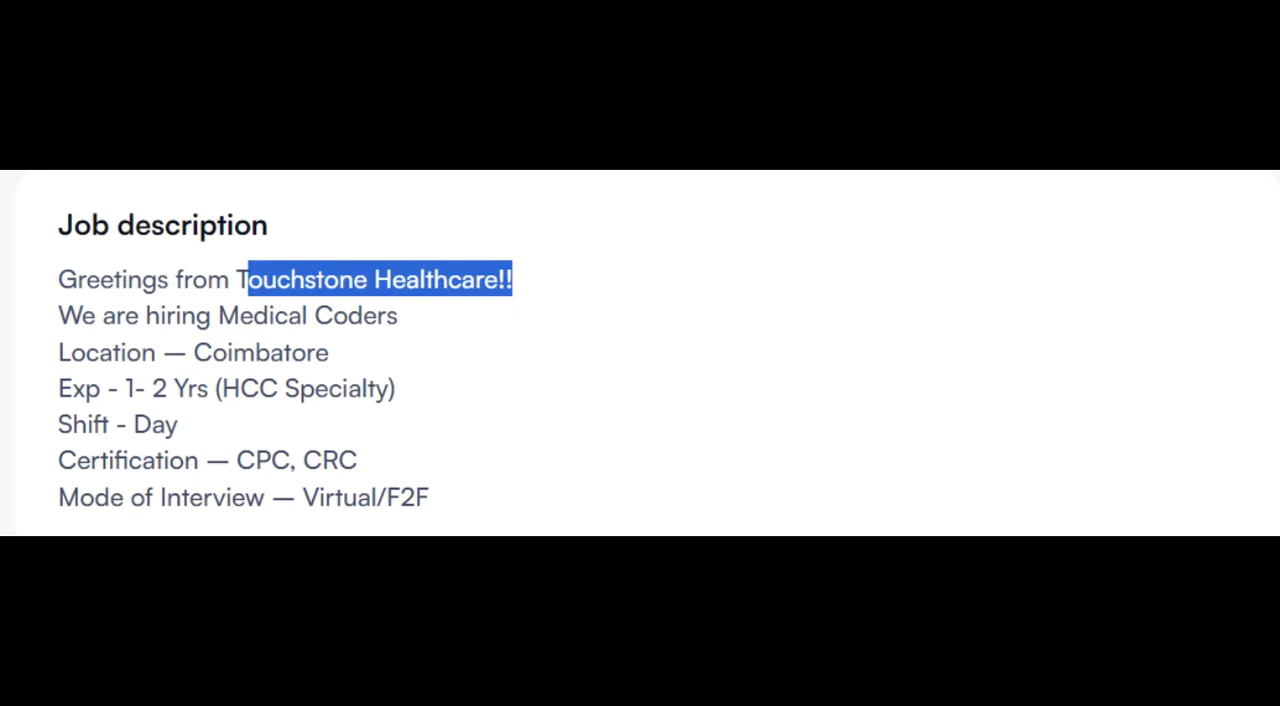 Job description
Greetings from Touchstone Healthcare!!
We are hiring Medical Coders
Location — Coimbatore
Exp - 1- 2 Yrs (HCC Specialty)
Shift - Day
Certification — CPC, CRC
Mode of Interview — Virtual/F2F